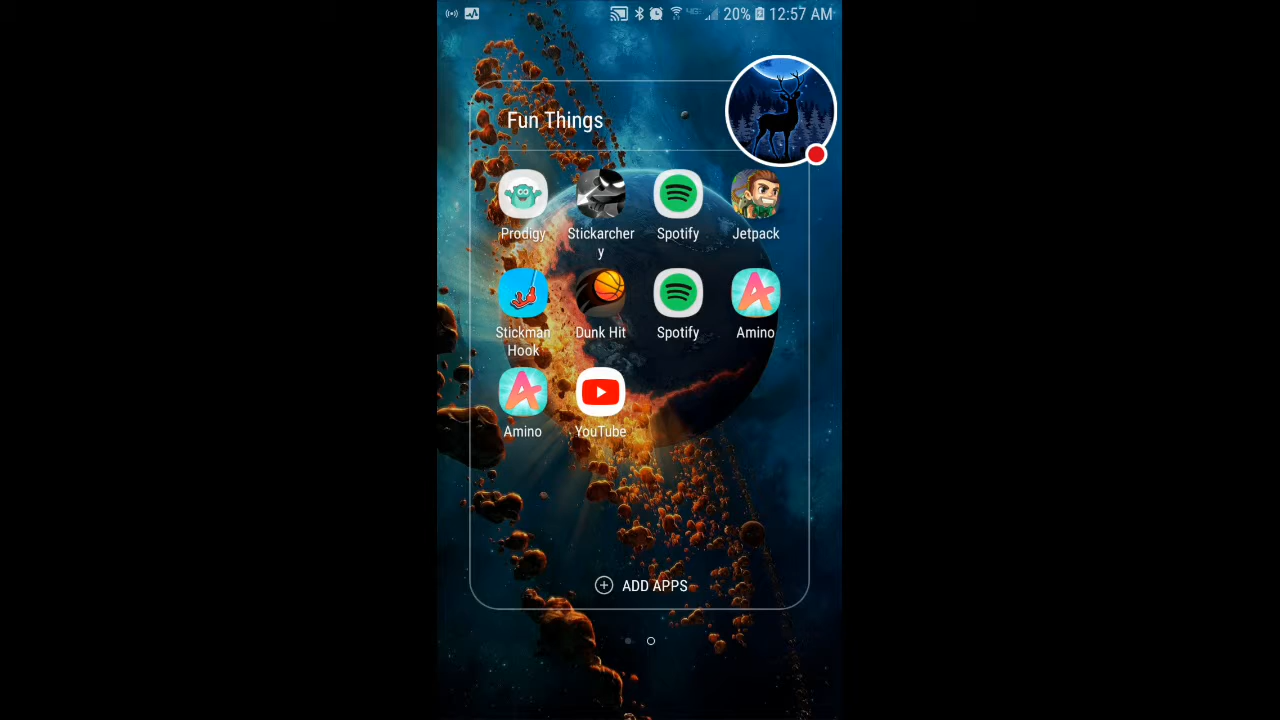 20% 12:57 AM
Fun Things
Prodigy Stickarcher Spotify Jetpack
y
Stickman Dunk Hit Spotify Amino
Hook
Amino YouTube
ADD APPS